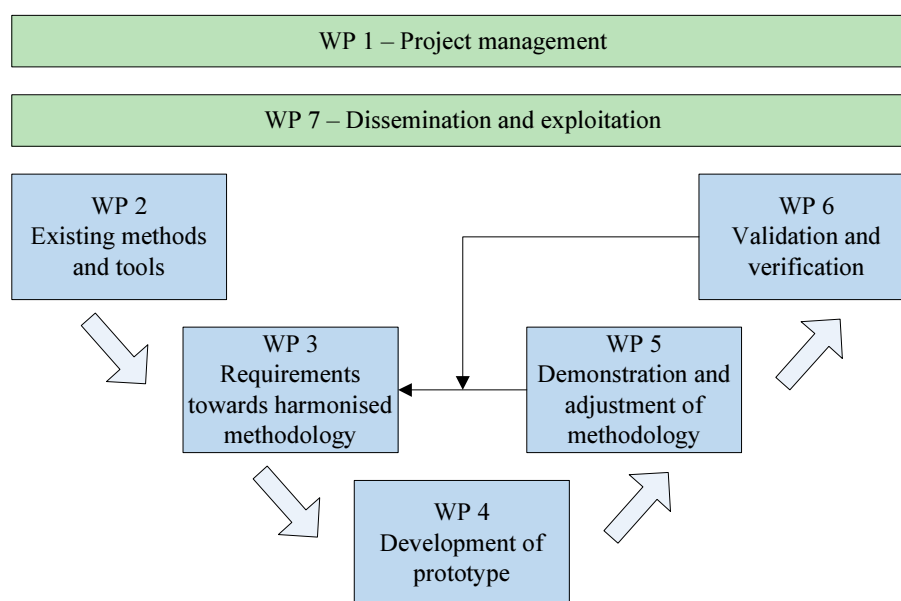 WP 1 – Project management
WP 7 – Dissemination and exploitation
WP 2
Existing methods
and tools
WP 6
Validation and
verification
WP 3
Requirements
towards harmonised
methodology
WP 5
Demonstration and
adjustment of
methodology
WP 4
Development of
prototype